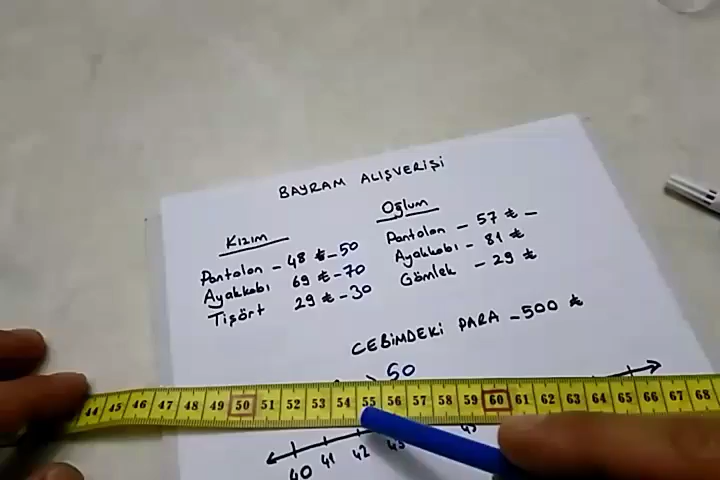 BAYRAM ALIŞVERİŞİ
Kızım
Pantolon - 48 ₺ - 50
Ayakkabı 69 ₺ - 70
Tişört 29 ₺ - 30
Oğlum
Pantolon - 57 ₺ -
Ayakkabı - 81 ₺
Gömlek - 29 ₺
CEBİMDEKİ PARA - 500 ₺
50
44 45 46 47 48 49 50 51 52 53 54 55 56 57 58 59 60 61 62 63 64 65 66 67 68
40 41 42 43